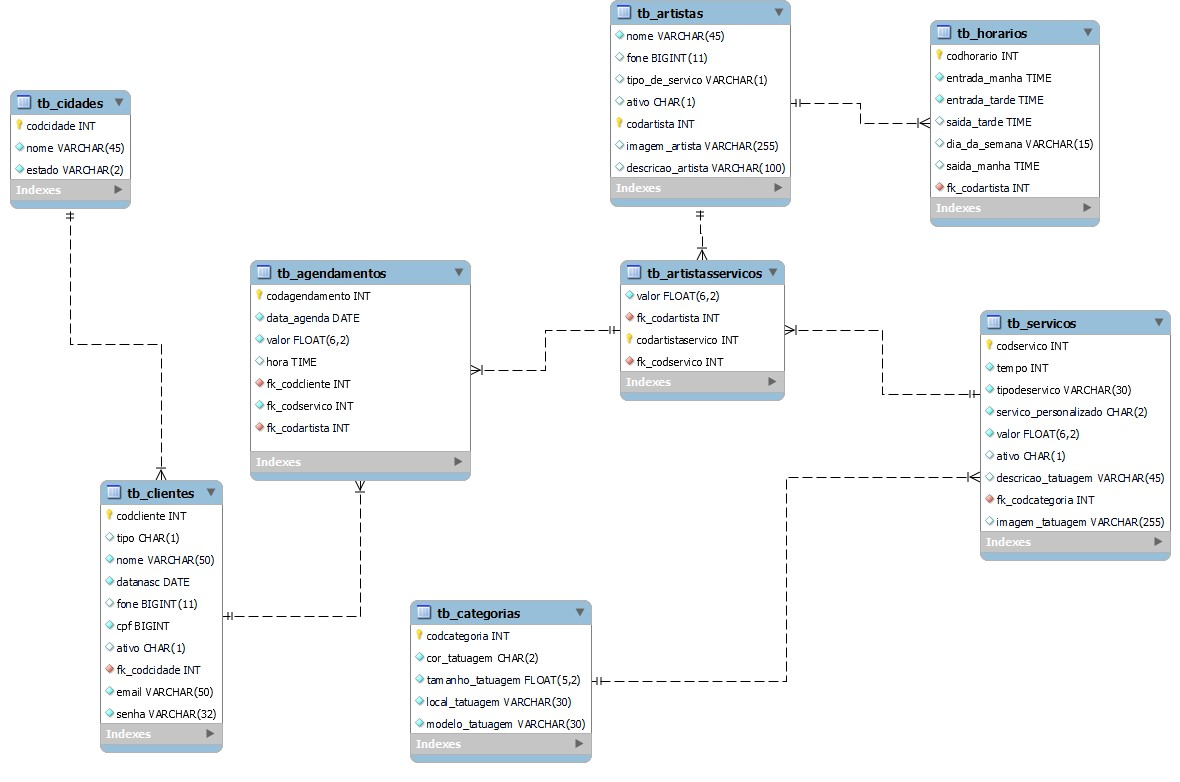 tb_artistas
nome VARCHAR(45)
fone BIGINT(11)
tipo_de_servico VARCHAR(1)
ativo CHAR(1)
codartista INT
imagem_artista VARCHAR(255)
descricao_artista VARCHAR(100)
Indexes
tb_horarios
codhorario INT
entrada_manha TIME
entrada_tarde TIME
saida_tarde TIME
dia_da_semana VARCHAR(15)
saida_manha TIME
fk_codartista INT
Indexes
tb_cidades
codcidade INT
nome VARCHAR(45)
estado VARCHAR(2)
Indexes
tb_agendamentos
codagendamento INT
data_agenda DATE
valor FLOAT(6,2)
hora TIME
fk_codcliente INT
fk_codservico INT
fk_codartista INT
Indexes
tb_artistasservicos
valor FLOAT(6,2)
fk_codartista INT
codartistaservico INT
fk_codservico INT
Indexes
tb_servicos
codservico INT
tempo INT
tipodeservico VARCHAR(30)
servico_personalizado CHAR(2)
valor FLOAT(6,2)
ativo CHAR(1)
descricao_tatuagem VARCHAR(45)
fk_codcategoria INT
imagem_tatuagem VARCHAR(255)
Indexes
tb_clientes
codcliente INT
tipo CHAR(1)
nome VARCHAR(50)
datanasc DATE
fone BIGINT(11)
cpf BIGINT
ativo CHAR(1)
fk_codcidade INT
email VARCHAR(50)
senha VARCHAR(32)
Indexes
tb_categorias
codcategoria INT
cor_tatuagem CHAR(2)
tamanho_tatuagem FLOAT(5,2)
local_tatuagem VARCHAR(30)
modelo_tatuagem VARCHAR(30)
Indexes